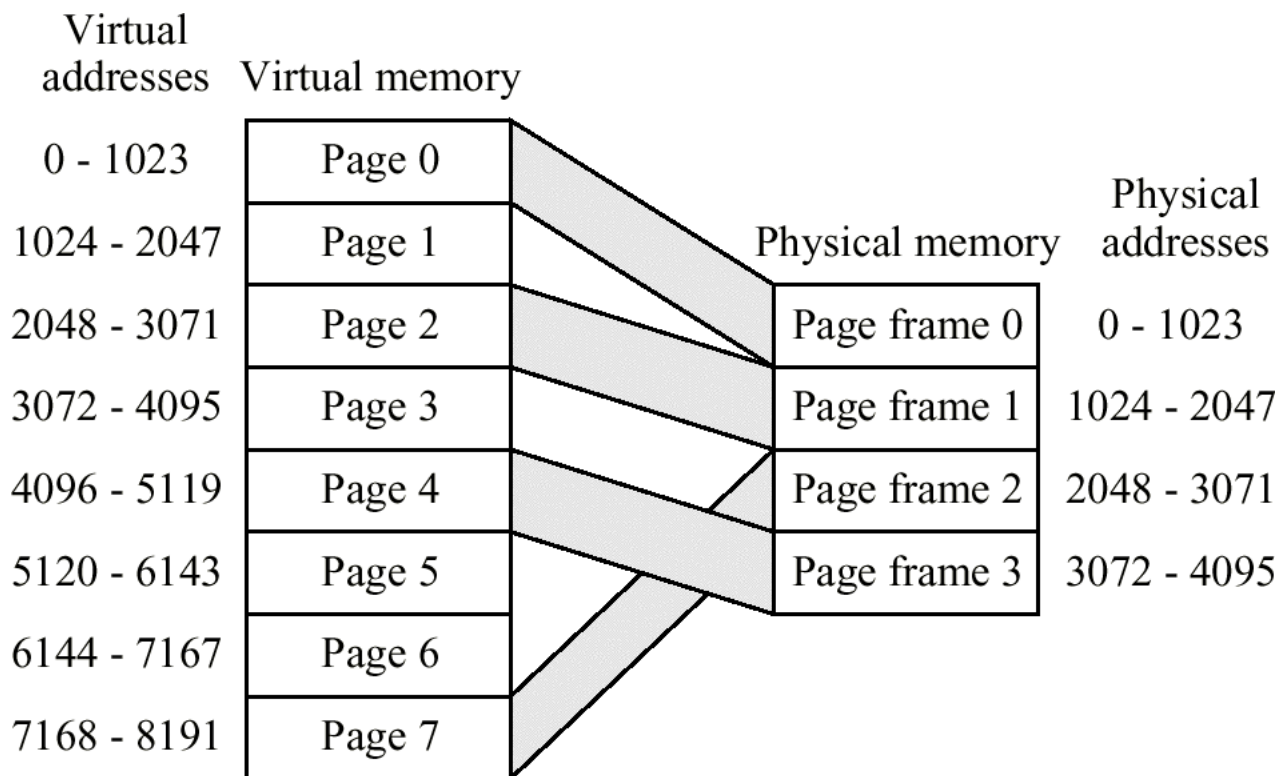 Virtual
addresses
Virtual memory
0 - 1023
Page 0
1024 - 2047
Page 1
2048 - 3071
Page 2
3072 - 4095
Page 3
4096 - 5119
Page 4
5120 - 6143
Page 5
6144 - 7167
Page 6
7168 - 8191
Page 7
Physical memory
Physical
addresses
Page frame 0
0 - 1023
Page frame 1
1024 - 2047
Page frame 2
2048 - 3071
Page frame 3
3072 - 4095